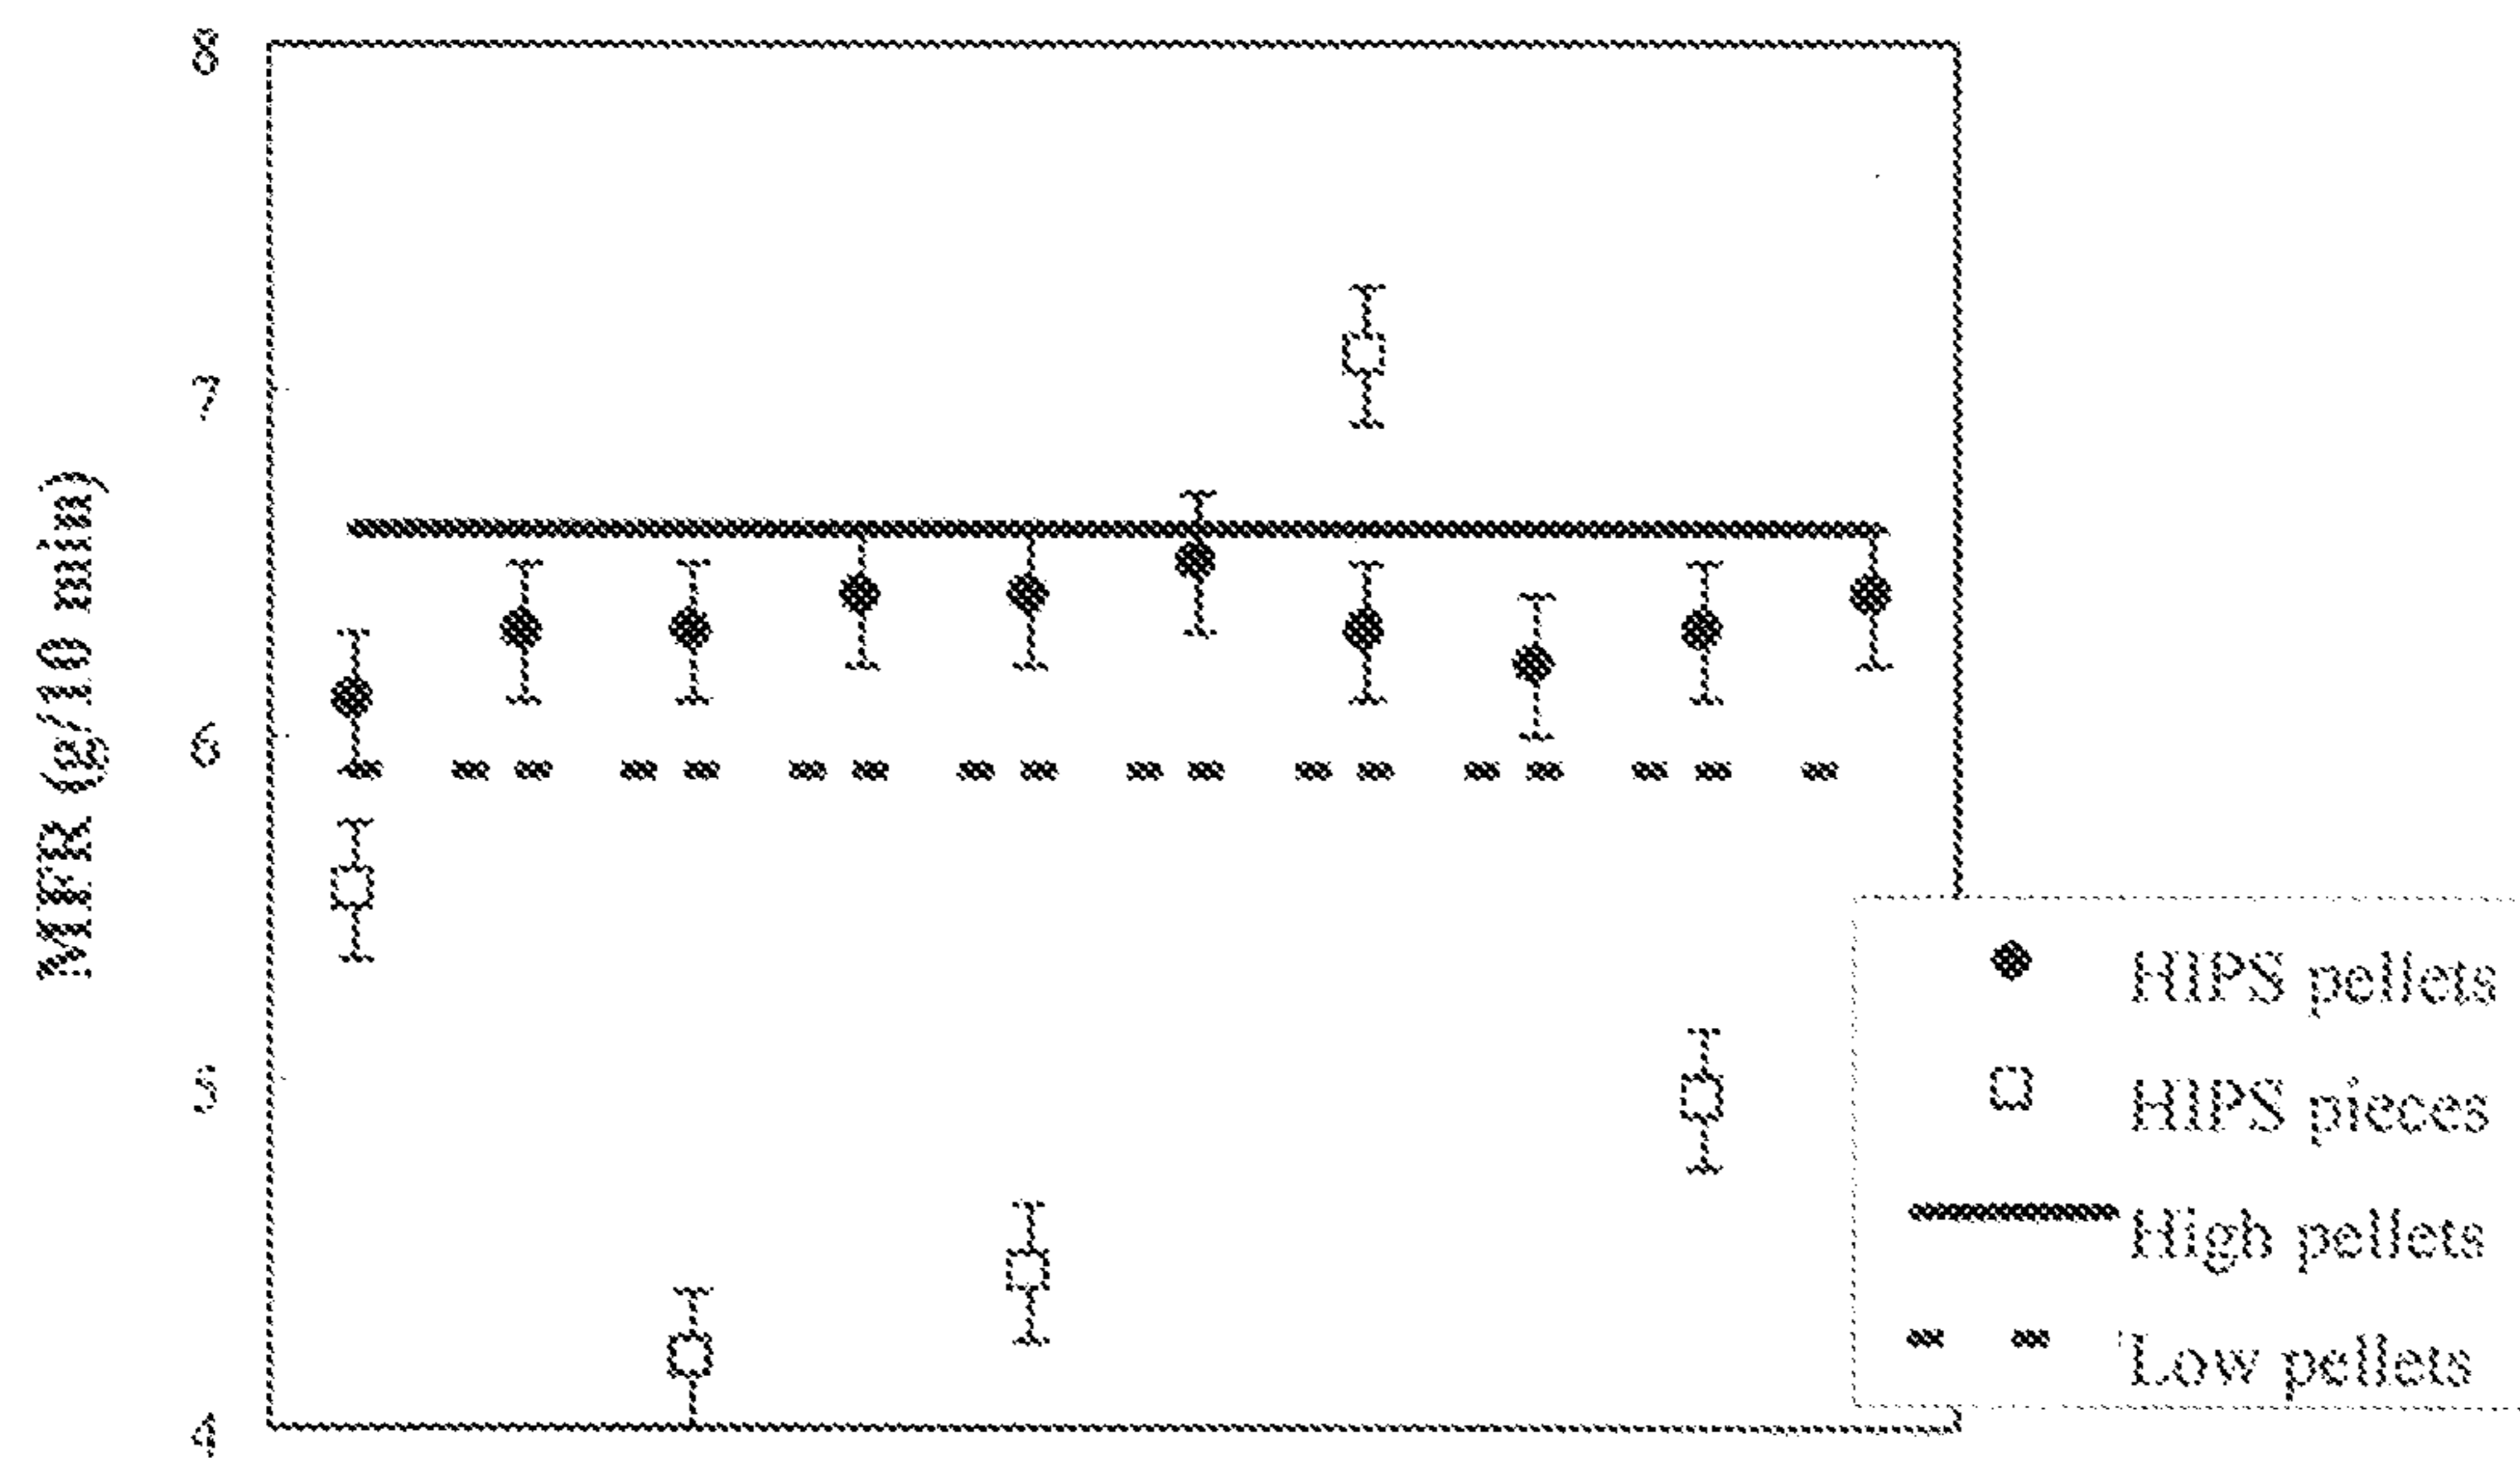 8
7
6
5
4
MFR (g/10 min)
HIPS pellets
HIPS pieces
High pellets
Low pellets